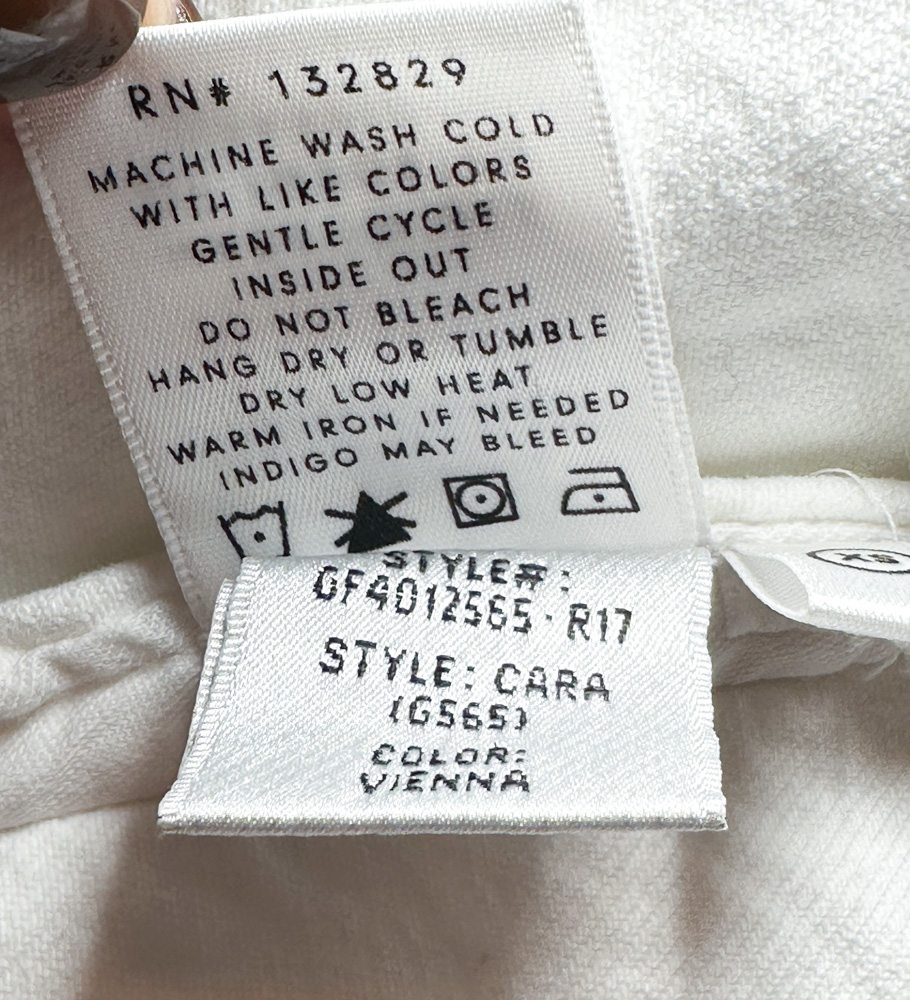 RN# 132829
MACHINE WASH COLD
WITH LIKE COLORS
GENTLE CYCLE
INSIDE OUT
DO NOT BLEACH
HANG DRY OR TUMBLE
DRY LOW HEAT
WARM IRON IF NEEDED
INDIGO MAY BLEED
STYLE#:
GF4012565-R17
STYLE: CARA
(G565)
COLOR:
VIENNA
XS